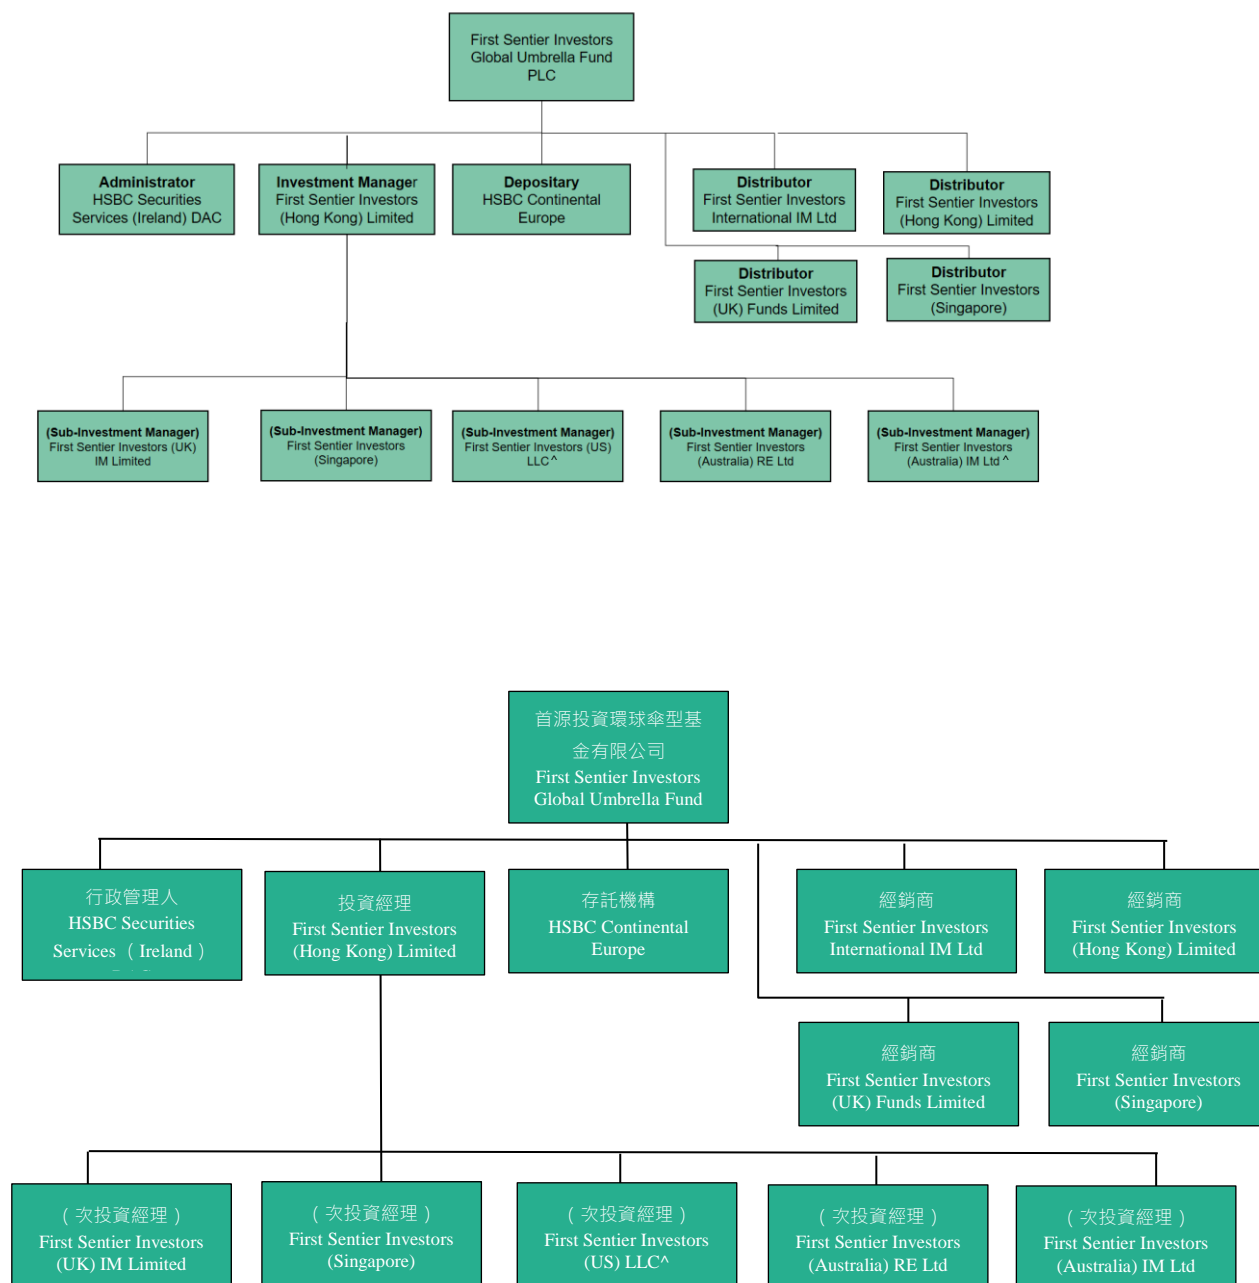 First Sentier Investors
Global Umbrella Fund
PLC
Administrator
HSBC Securities
Services (Ireland) DAC
Investment Manager
First Sentier Investors
(Hong Kong) Limited
Depositary
HSBC Continental
Europe
Distributor
First Sentier Investors
International IM Ltd
Distributor
First Sentier Investors
(Hong Kong) Limited
Distributor
First Sentier Investors
(UK) Funds Limited
Distributor
First Sentier Investors
(Singapore)
(Sub-Investment Manager)
First Sentier Investors (UK)
IM Limited
(Sub-Investment Manager)
First Sentier Investors
(Singapore)
(Sub-Investment Manager)
First Sentier Investors (US)
LLC^
(Sub-Investment Manager)
First Sentier Investors
(Australia) RE Ltd
(Sub-Investment Manager)
First Sentier Investors
(Australia) IM Ltd ^
首源投資環球傘型基
金有限公司
First Sentier Investors
Global Umbrella Fund
行政管理人
HSBC Securities
Services （Ireland）
投資經理
First Sentier Investors
(Hong Kong) Limited
存託機構
HSBC Continental
Europe
經銷商
First Sentier Investors
International IM Ltd
經銷商
First Sentier Investors
(Hong Kong) Limited
經銷商
First Sentier Investors
(UK) Funds Limited
經銷商
First Sentier Investors
(Singapore)
（次投資經理）
First Sentier Investors
(UK) IM Limited
（次投資經理）
First Sentier Investors
(Singapore)
（次投資經理）
First Sentier Investors
(US) LLC^
（次投資經理）
First Sentier Investors
(Australia) RE Ltd
（次投資經理）
First Sentier Investors
(Australia) IM Ltd